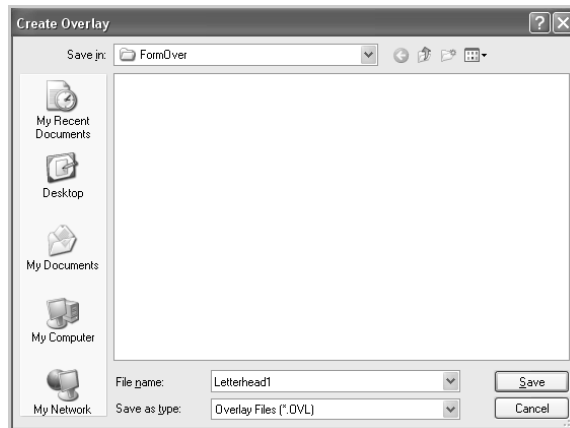 Create Overlay
Save in:
FormOver
My Recent
Documents
Desktop
My Documents
My Computer
My Network
File name:
Letterhead1
Save
Save as type:
Overlay Files (*.OVL)
Cancel